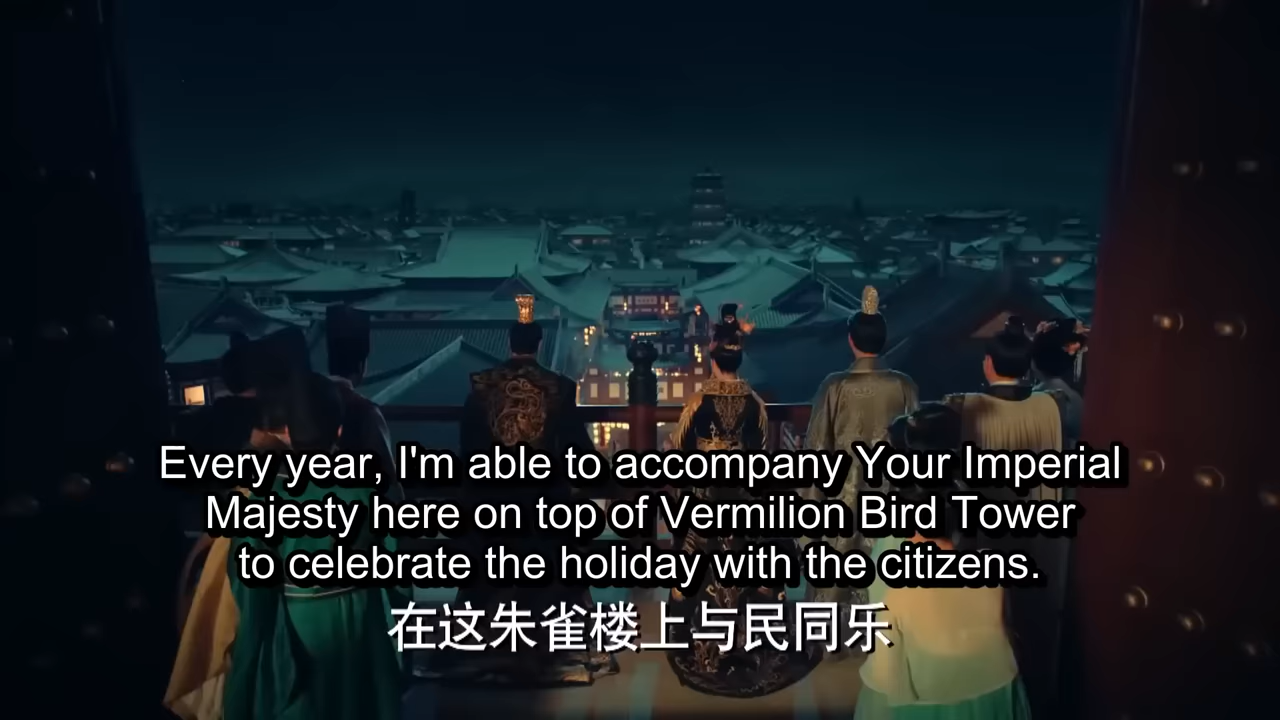 Every year, I'm able to accompany Your Imperial
Majesty here on top of Vermilion Bird Tower
to celebrate the holiday with the citizens.
在这朱雀楼上与民同乐